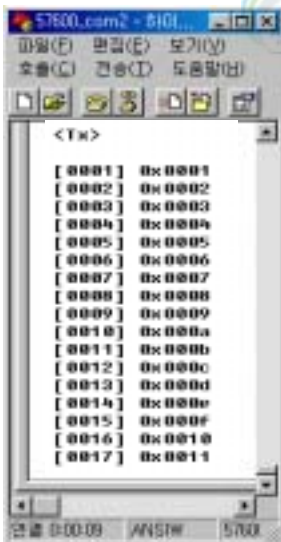 57600_com2 - 하이...
파일(F) 편집(E) 보기(V)
호출(C) 전송(T) 도움말(H)
<Tx>
[0001] 0x0001
[0002] 0x0002
[0003] 0x0003
[0004] 0x0004
[0005] 0x0005
[0006] 0x0006
[0007] 0x0007
[0008] 0x0008
[0009] 0x0009
[0010] 0x000a
[0011] 0x000b
[0012] 0x000c
[0013] 0x000d
[0014] 0x000e
[0015] 0x000f
[0016] 0x0010
[0017] 0x0011
연결 0:00:09 ANSIW 5760